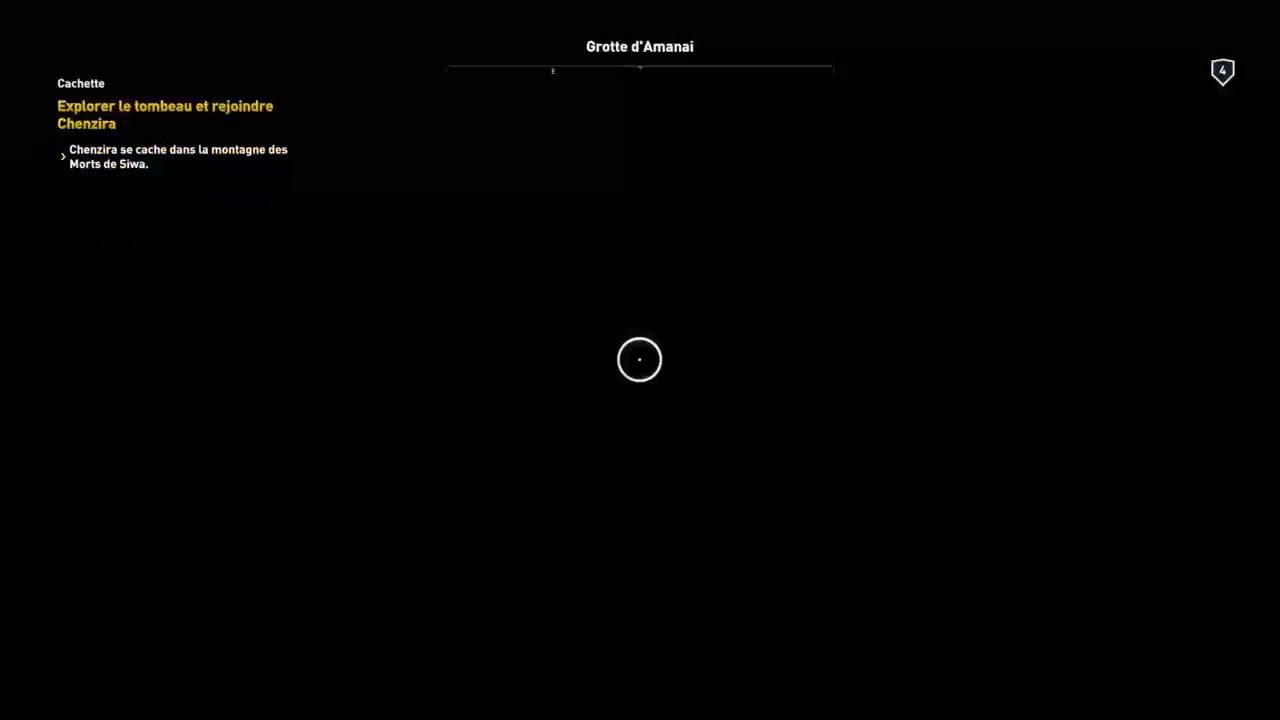 Grotte d'Amanai
E
4
Cachette
Explorer le tombeau et rejoindre
Chenzira
Chenzira se cache dans la montagne des
Morts de Siwa.